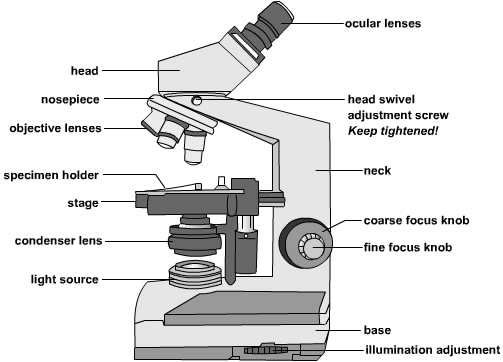 ocular lenses
head
nosepiece
head swivel
adjustment screw
Keep tightened!
objective lenses
specimen holder
neck
stage
coarse focus knob
condenser lens
fine focus knob
light source
base
illumination adjustment